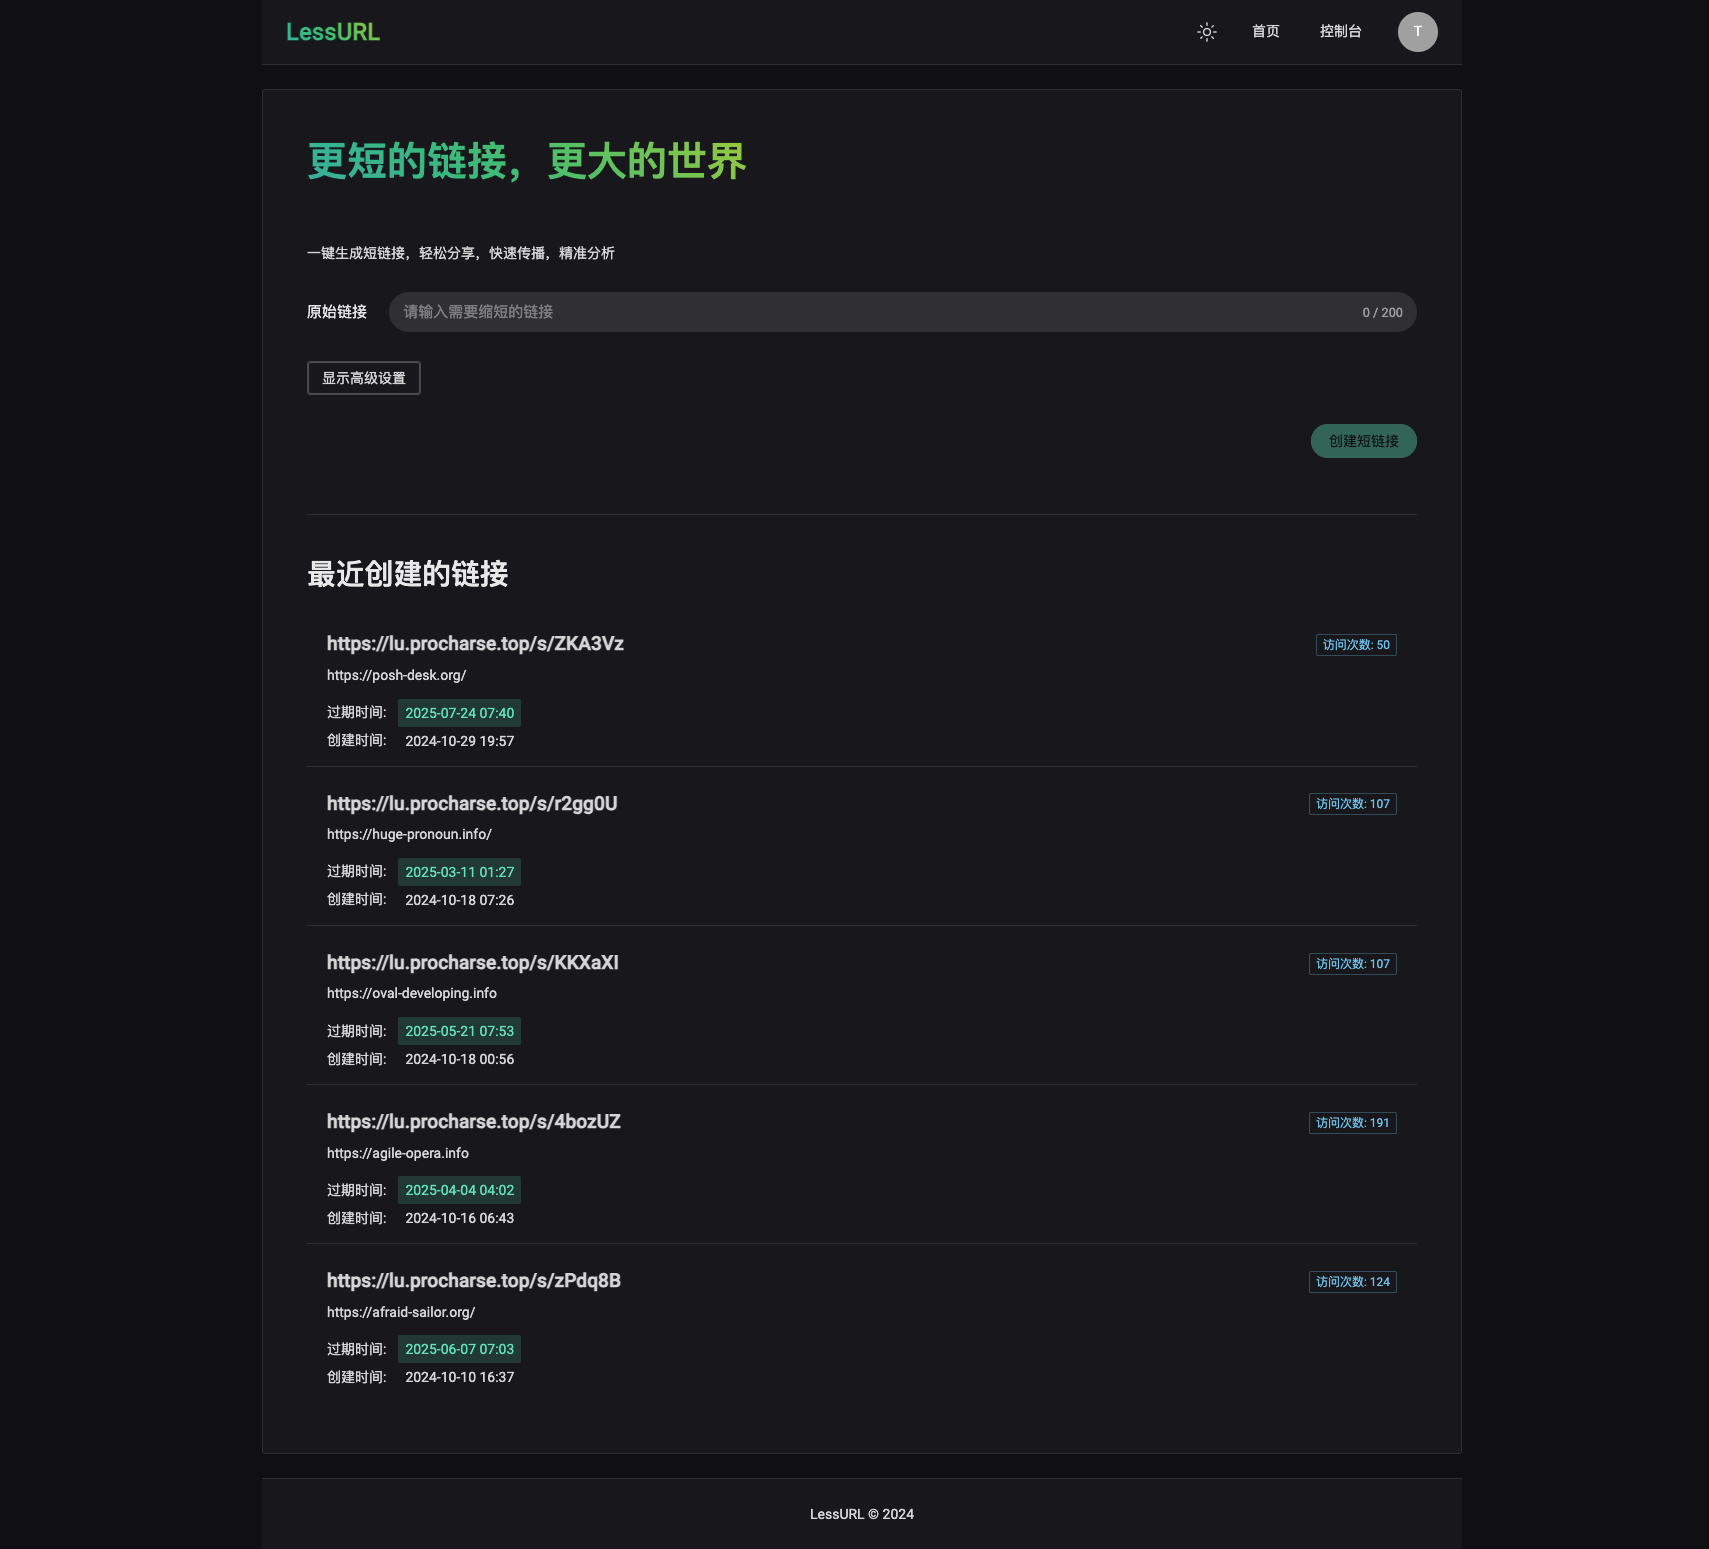 LessURL
首页
控制台
T
更短的链接，更大的世界
一键生成短链接，轻松分享，快速传播，精准分析
原始链接
请输入需要缩短的链接
0 / 200
显示高级设置
创建短链接
最近创建的链接
https://lu.procharse.top/s/ZKA3Vz
访问次数: 50
https://posh-desk.org/
过期时间: 2025-07-24 07:40
创建时间: 2024-10-29 19:57
https://lu.procharse.top/s/r2gg0U
访问次数: 107
https://huge-pronoun.info/
过期时间: 2025-03-11 01:27
创建时间: 2024-10-18 07:26
https://lu.procharse.top/s/KKXaXI
访问次数: 107
https://oval-developing.info
过期时间: 2025-05-21 07:53
创建时间: 2024-10-18 00:56
https://lu.procharse.top/s/4bozUZ
访问次数: 191
https://agile-opera.info
过期时间: 2025-04-04 04:02
创建时间: 2024-10-16 06:43
https://lu.procharse.top/s/zPdq8B
访问次数: 124
https://afraid-sailor.org/
过期时间: 2025-06-07 07:03
创建时间: 2024-10-10 16:37
LessURL © 2024